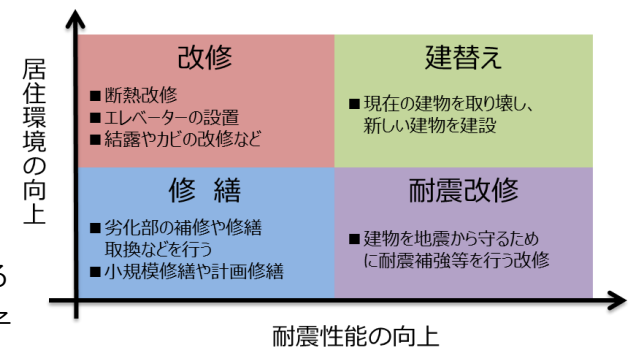 居住環境の向上
改修
■断熱改修
■エレベーターの設置
■結露やカビの改修など
建替え
■現在の建物を取り壊し、
新しい建物を建設
修　繕
■劣化部の補修や修繕
取換などを行う
■小規模修繕や計画修繕
耐震改修
■建物を地震から守るため
に耐震補強等を行う改修
る
耐震性能の向上